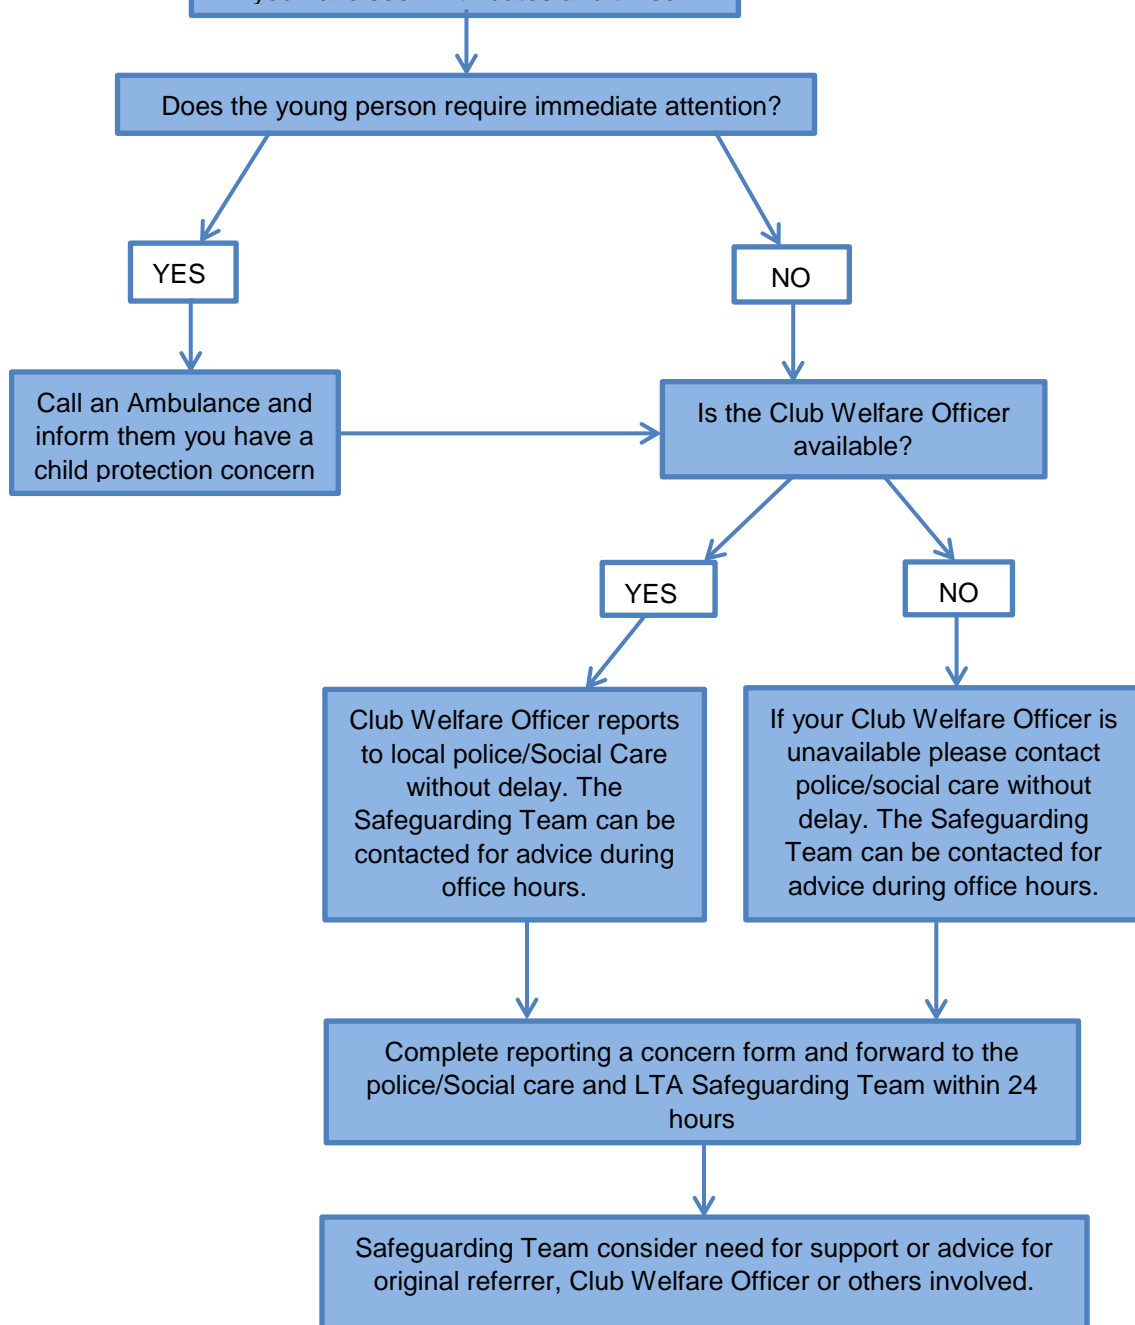 Does the young person require immediate attention?
YES
NO
Call an Ambulance and
inform them you have a
child protection concern
Is the Club Welfare Officer
available?
YES
NO
Club Welfare Officer reports
to local police/Social Care
without delay. The
Safeguarding Team can be
contacted for advice during
office hours.
If your Club Welfare Officer is
unavailable please contact
police/social care without
delay. The Safeguarding
Team can be contacted for
advice during office hours.
Complete reporting a concern form and forward to the
police/Social care and LTA Safeguarding Team within 24
hours
Safeguarding Team consider need for support or advice for
original referrer, Club Welfare Officer or others involved.